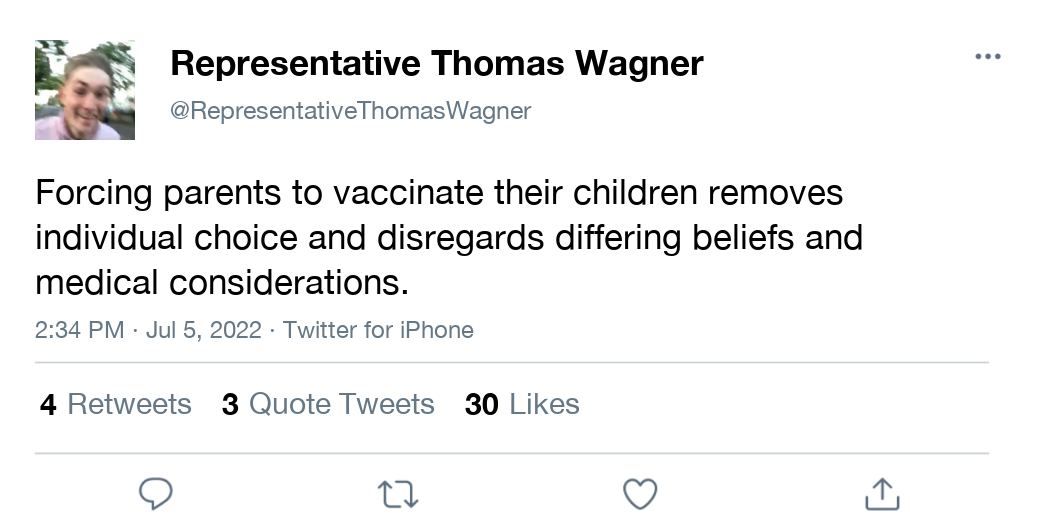 Representative Thomas Wagner
@RepresentativeThomasWagner
Forcing parents to vaccinate their children removes
individual choice and disregards differing beliefs and
medical considerations.
2:34 PM · Jul 5, 2022 · Twitter for iPhone
4 Retweets 3 Quote Tweets 30 Likes